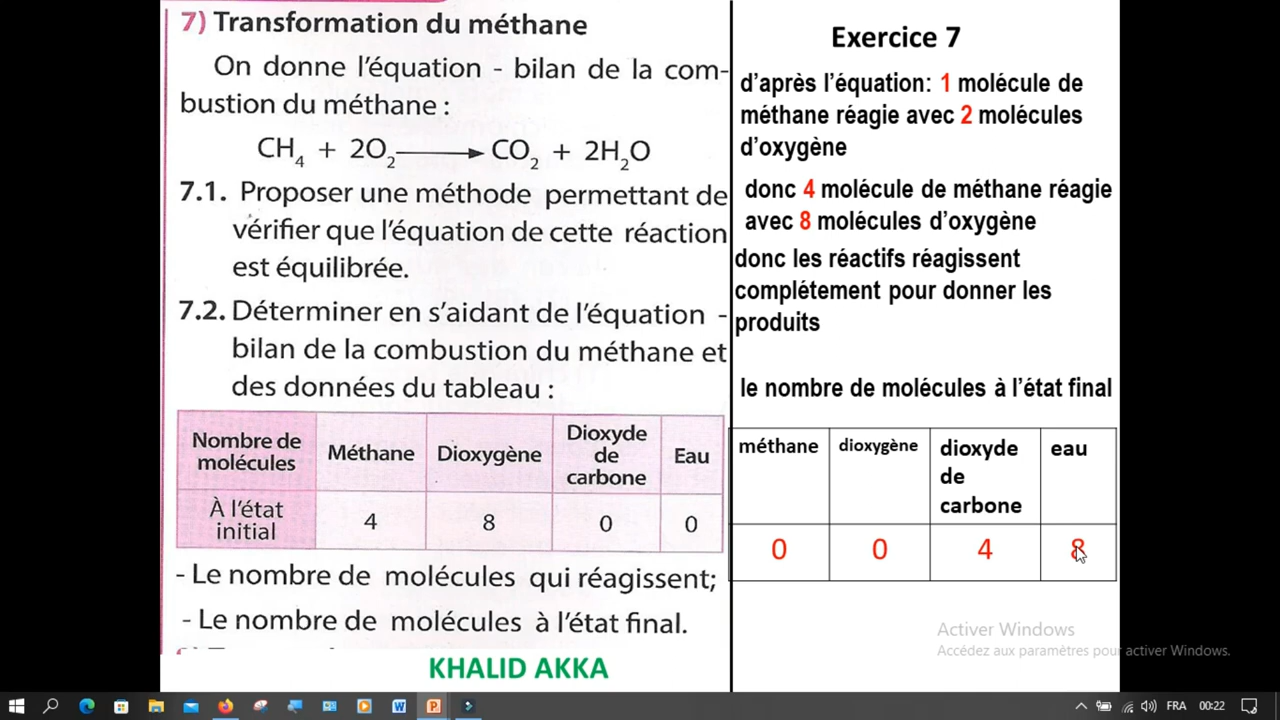 7) Transformation du méthane
On donne l'équation - bilan de la com-
bustion du méthane :
CH4 + 2O2 ⟶ CO2 + 2H2O
7.1. Proposer une méthode permettant de
vérifier que l'équation de cette réaction
est équilibrée.
7.2. Déterminer en s'aidant de l'équation -
bilan de la combustion du méthane et
des données du tableau :
Nombre de molécules Méthane Dioxygène Dioxyde de carbone Eau
À l'état initial 4 8 0 0
- Le nombre de molécules qui réagissent;
- Le nombre de molécules à l'état final.
KHALID AKKA
Exercice 7
d'après l'équation: 1 molécule de
méthane réagie avec 2 molécules
d'oxygène
donc 4 molécule de méthane réagie
avec 8 molécules d'oxygène
donc les réactifs réagissent
complétement pour donner les
produits
le nombre de molécules à l'état final
méthane dioxygène dioxyde de carbone eau
0 0 4 8
Activer Windows
Accédez aux paramètres pour activer Windows.
FRA 00:22